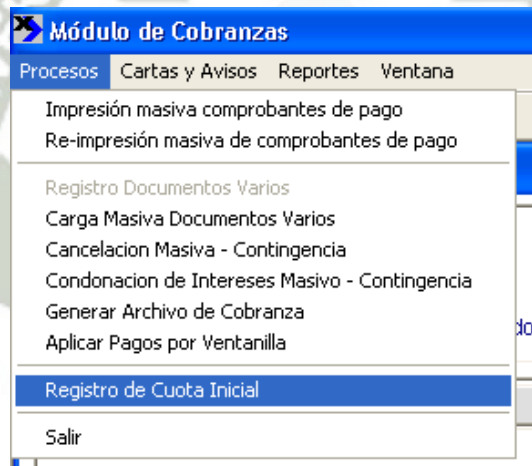 Módulo de Cobranzas
Procesos Cartas y Avisos Reportes Ventana
Impresión masiva comprobantes de pago
Re-impresión masiva de comprobantes de pago
Registro Documentos Varios
Carga Masiva Documentos Varios
Cancelacion Masiva - Contingencia
Condonacion de Intereses Masivo - Contingencia
Generar Archivo de Cobranza
Aplicar Pagos por Ventanilla
Registro de Cuota Inicial
Salir